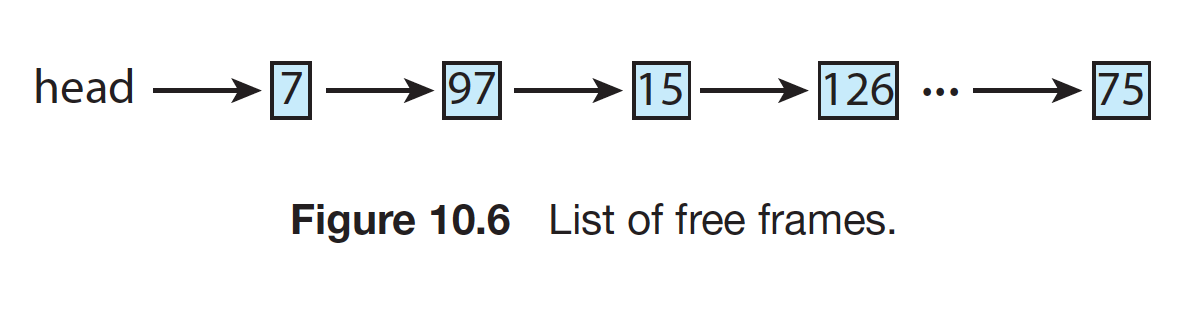 head 7 97 15 126 ... 75
Figure 10.6 List of free frames.